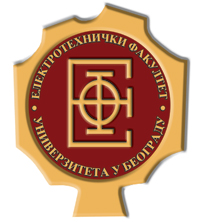 ЕЛЕКТРОТЕХНИЧКИ ФАКУЛТЕТ
УНИВЕРЗИТЕТА У БЕОГРАДУ